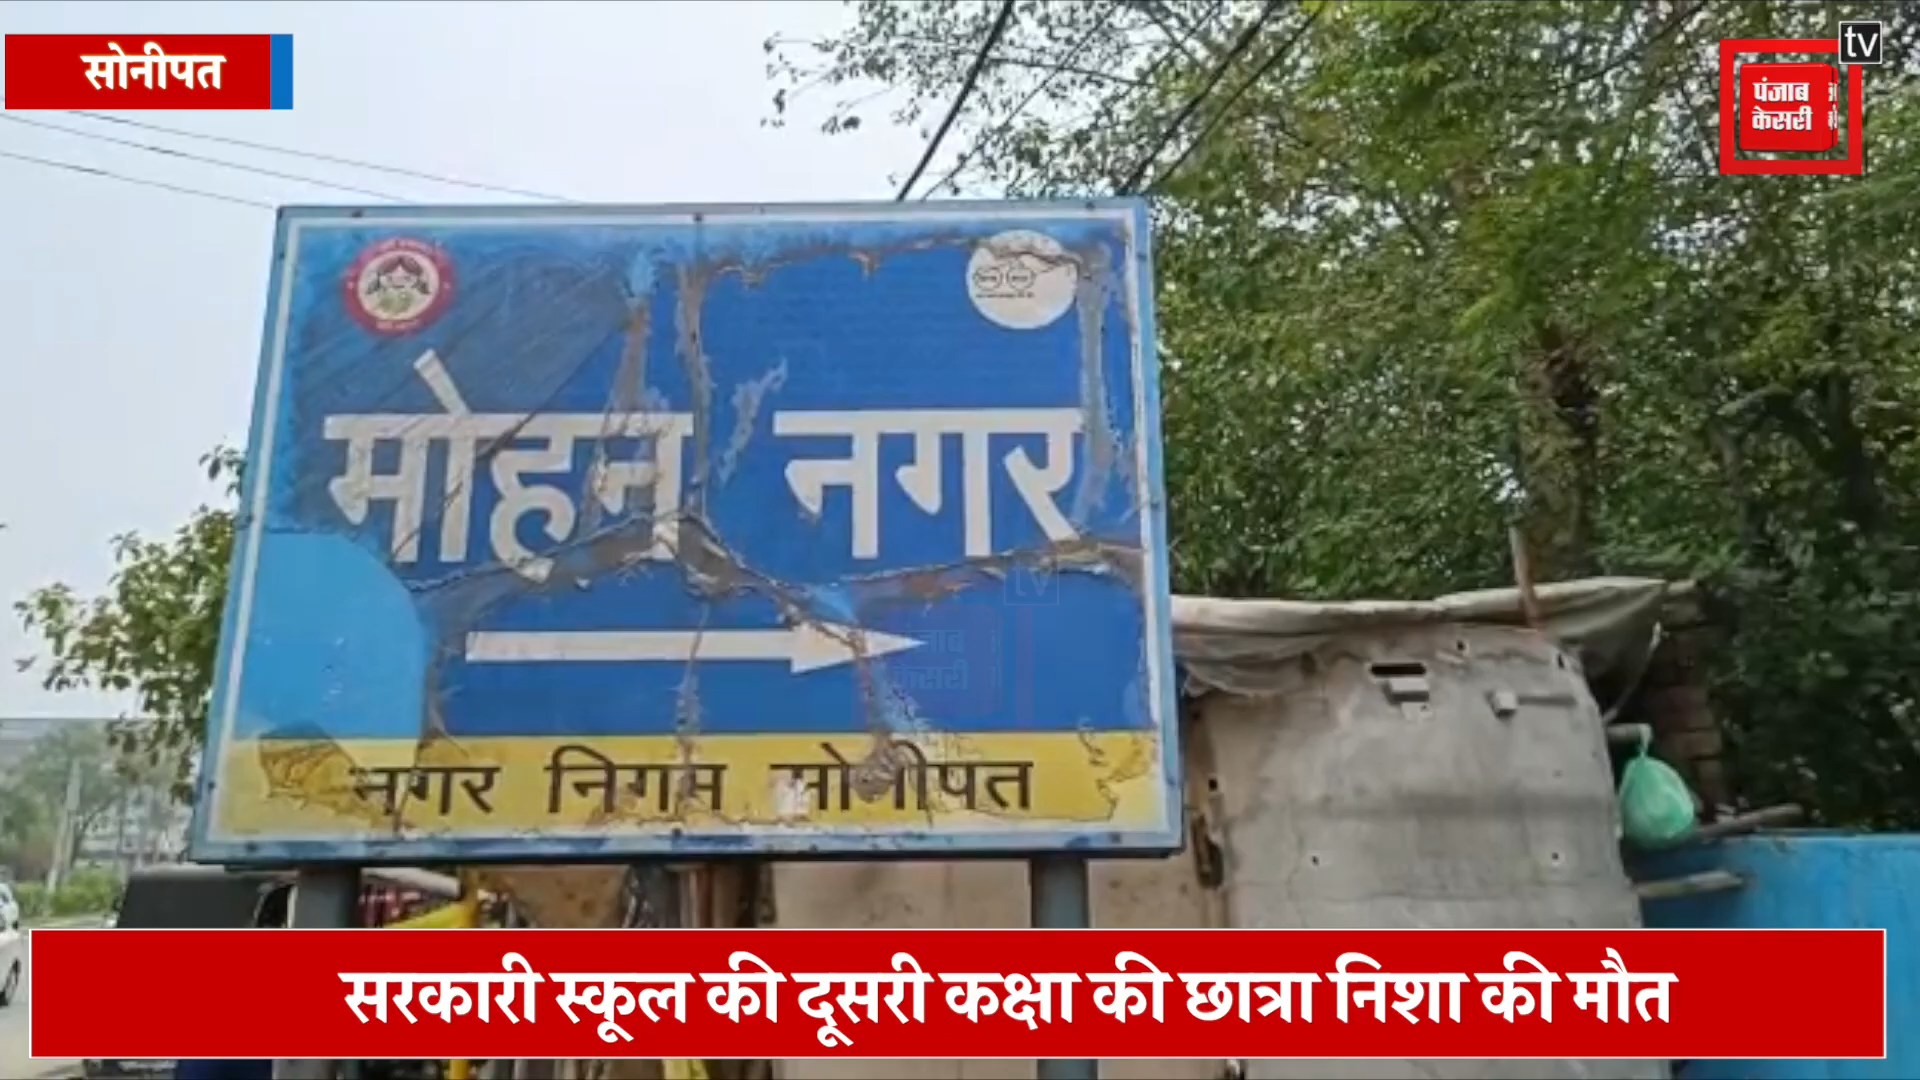 सोनीपत
tv
पंजाब
केसरी
मोहन नगर
नगर निगम सोनीपत
सरकारी स्कूल की दूसरी कक्षा की छात्रा निशा की मौत